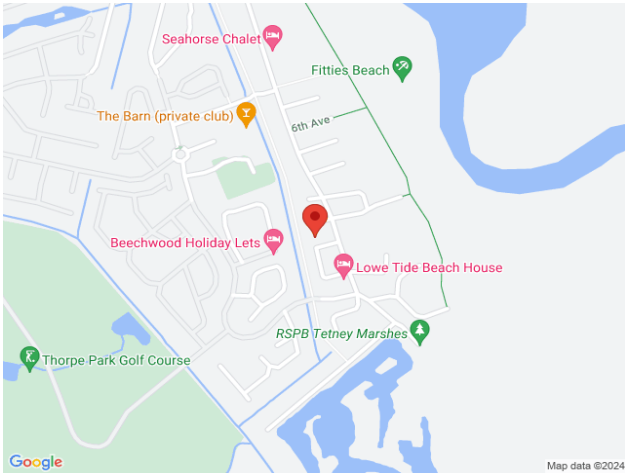 Seahorse Chalet
Fitties Beach
The Barn (private club)
6th Ave
Beechwood Holiday Lets
Lowe Tide Beach House
RSPB Tetney Marshes
Thorpe Park Golf Course
Google
Map data ©2024